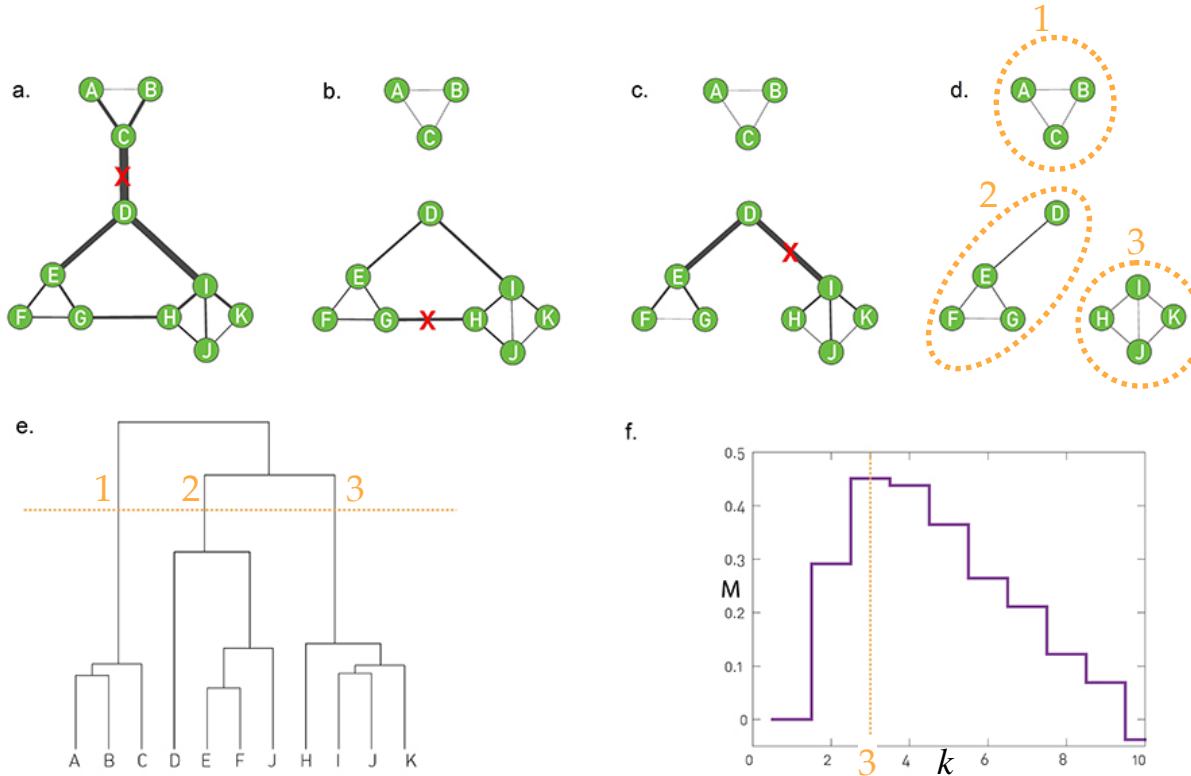 a.
A B
C
X
D
E
F G H I K
J
b.
A B
C
D
E
F G X H I K
J
c.
A B
C
D
X
E
F G H I K
J
d.
1
A B
C
2
D
3
E
F G H I K
J
e.
1 2 3
A B C D E F J H I J K
f.
0.5
0.4
0.3
M
0.2
0.1
0
0 2 3 4 6 8 10
k